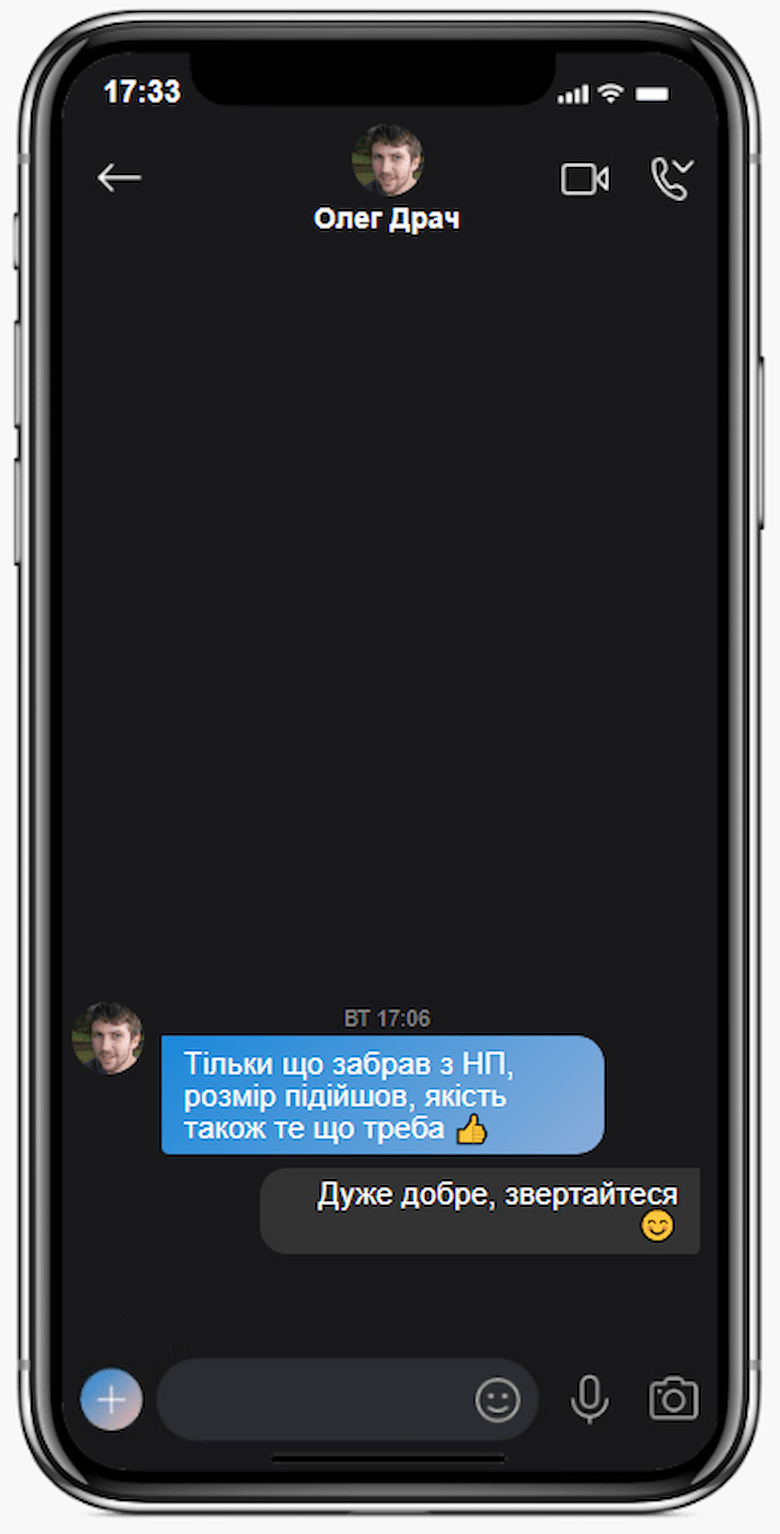 17:33
Олег Драч
ВТ 17:06
Тільки що забрав з НП,
розмір підійшов, якість
також те що треба 👍
Дуже добре, звертайтеся
😊